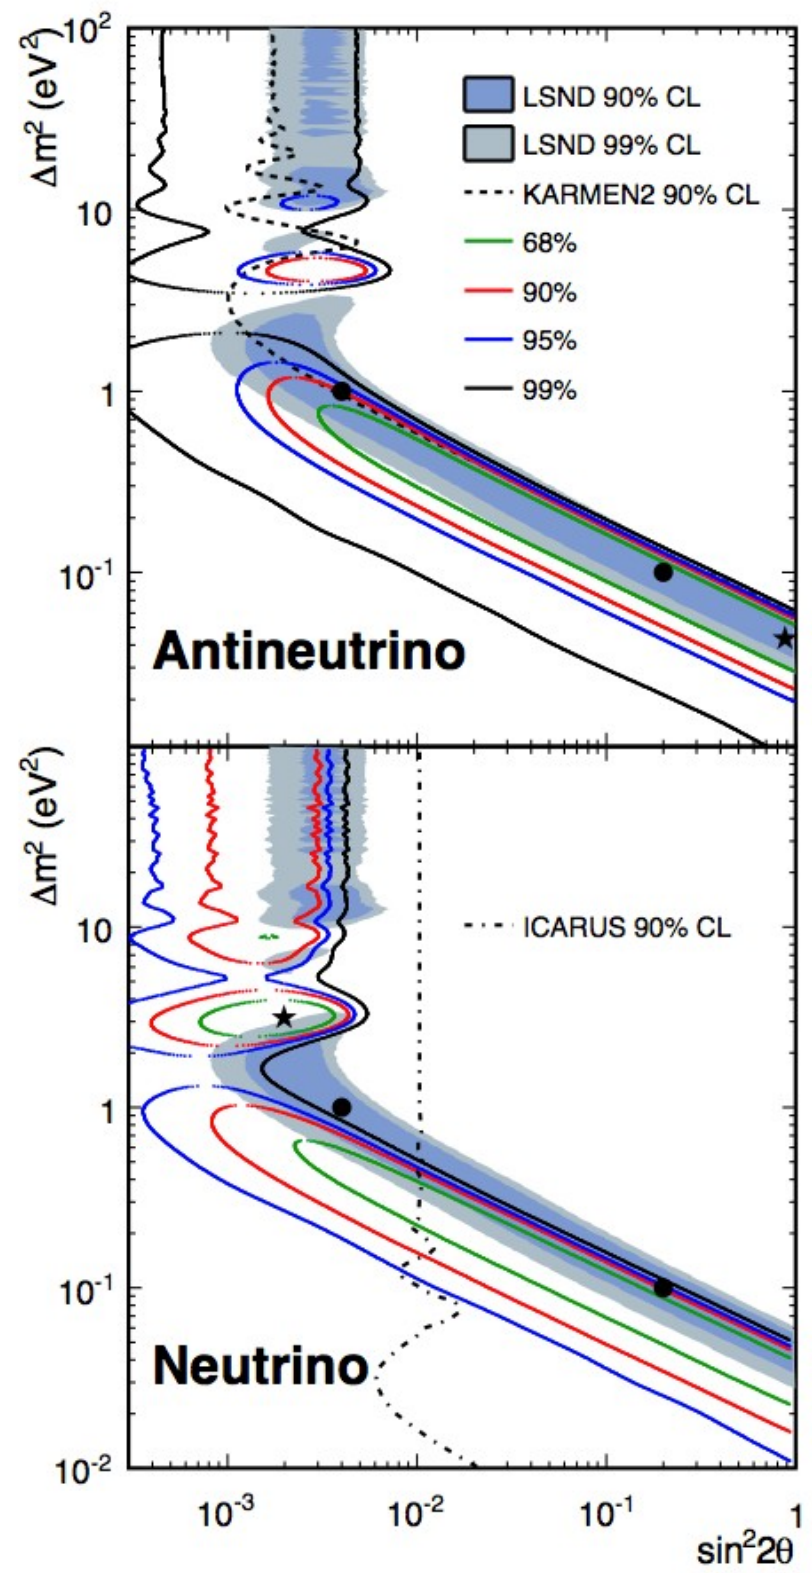 10²
Δm² (eV²)
LSND 90% CL
LSND 99% CL
KARMEN2 90% CL
10
68%
90%
95%
99%
1
10⁻¹
Antineutrino
Δm² (eV²)
10
ICARUS 90% CL
1
10⁻¹
Neutrino
10⁻²
10⁻³ 10⁻² 10⁻¹ 1
sin²2θ